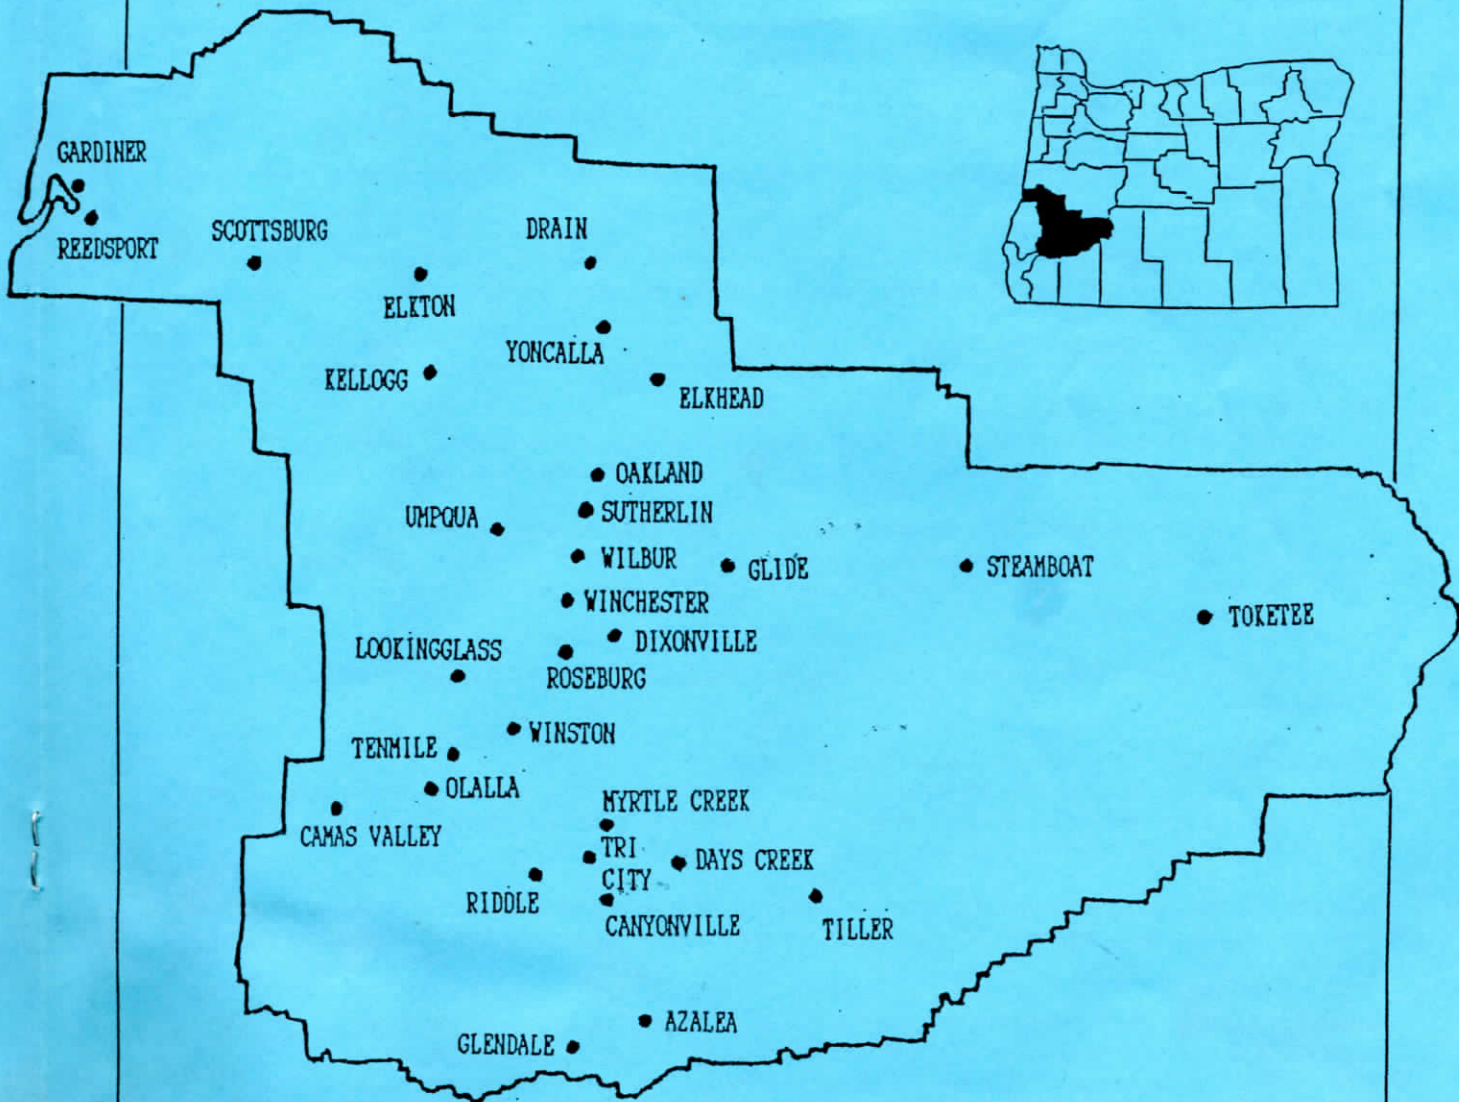 GARDINER
REEDSPORT
SCOTTSBURG
DRAIN
ELKTON
YONCALLA
KELLOGG
ELKHEAD
OAKLAND
SUTHERLIN
UMPQUA
WILBUR
GLIDE
STEAMBOAT
WINCHESTER
TOKETEE
DIXONVILLE
LOOKINGGLASS
ROSEBURG
WINSTON
TENMILE
OLALLA
MYRTLE CREEK
CAMAS VALLEY
TRI
CITY
DAYS CREEK
RIDDLE
CANYONVILLE
TILLER
AZALEA
GLENDALE